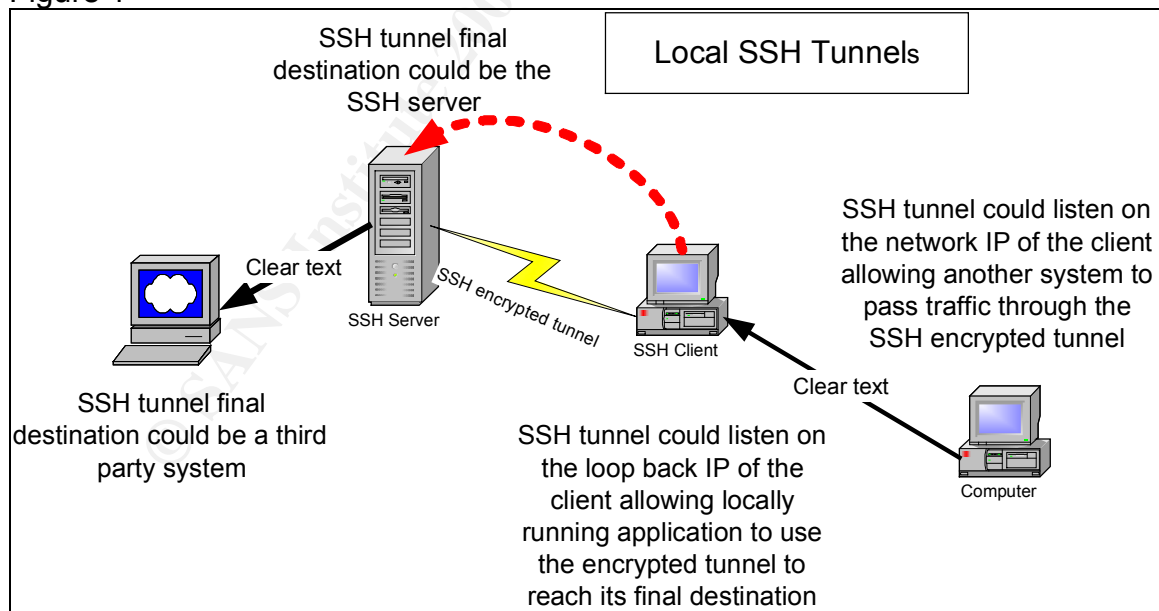 SSH tunnel final
destination could be the
SSH server
Local SSH Tunnels
SSH tunnel could listen on
the network IP of the client
allowing another system to
pass traffic through the
SSH encrypted tunnel
Clear text
SSH Server
SSH encrypted tunnel
SSH Client
Clear text
SSH tunnel final
destination could be a third
party system
SSH tunnel could listen on
the loop back IP of the
client allowing locally
running application to use
the encrypted tunnel to
reach its final destination
Computer
© SANS Institute 200